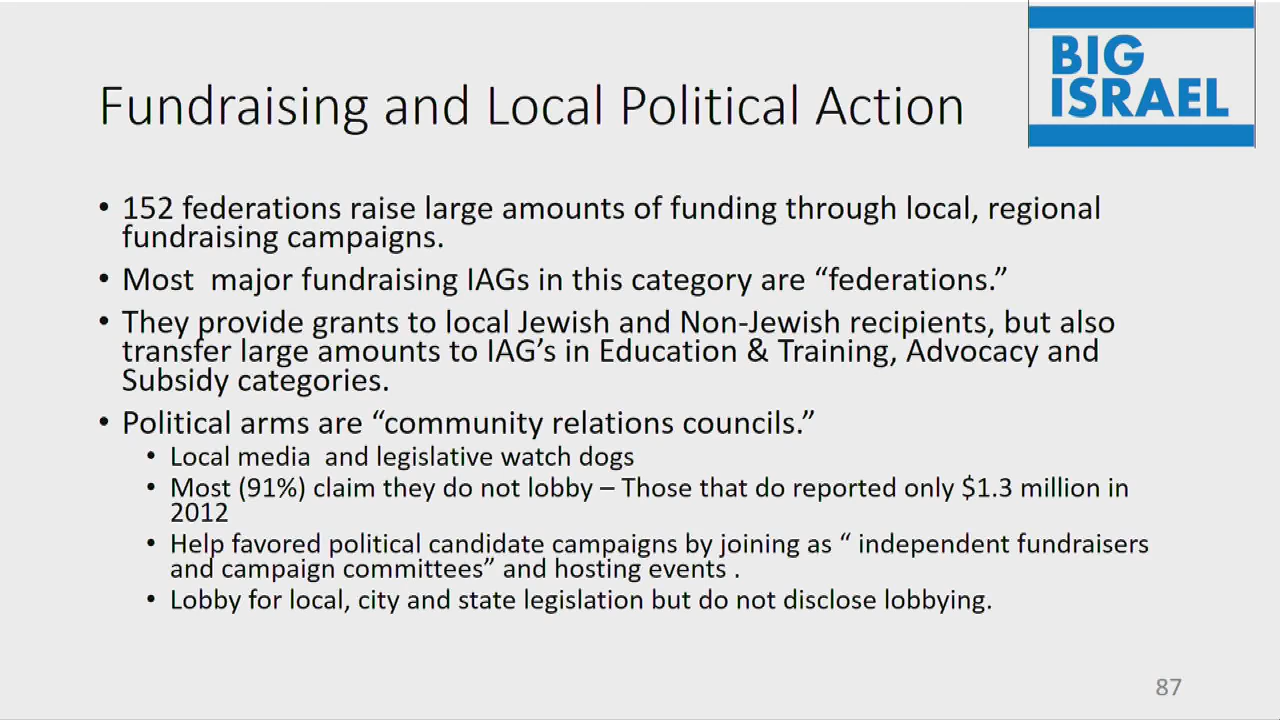 BIG
ISRAEL
Fundraising and Local Political Action
• 152 federations raise large amounts of funding through local, regional
fundraising campaigns.
• Most  major fundraising IAGs in this category are “federations.”
• They provide grants to local Jewish and Non-Jewish recipients, but also
transfer large amounts to IAG’s in Education & Training, Advocacy and
Subsidy categories.
• Political arms are “community relations councils.”
• Local media  and legislative watch dogs
• Most (91%) claim they do not lobby – Those that do reported only $1.3 million in
2012
• Help favored political candidate campaigns by joining as “ independent fundraisers
and campaign committees” and hosting events .
• Lobby for local, city and state legislation but do not disclose lobbying.
87